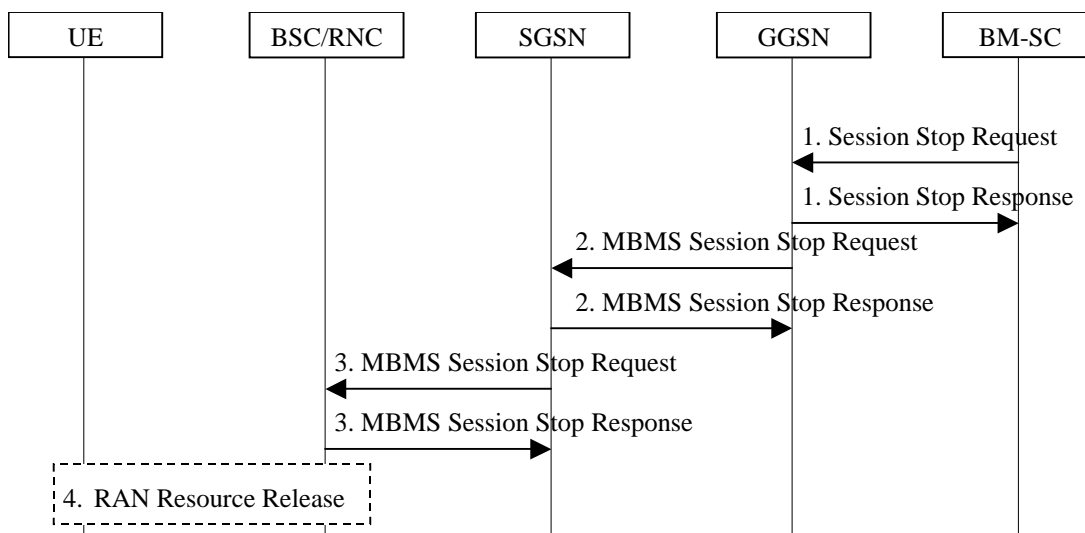 UE
BSC/RNC
SGSN
GGSN
BM-SC
1. Session Stop Request
1. Session Stop Response
2. MBMS Session Stop Request
2. MBMS Session Stop Response
3. MBMS Session Stop Request
3. MBMS Session Stop Response
4. RAN Resource Release